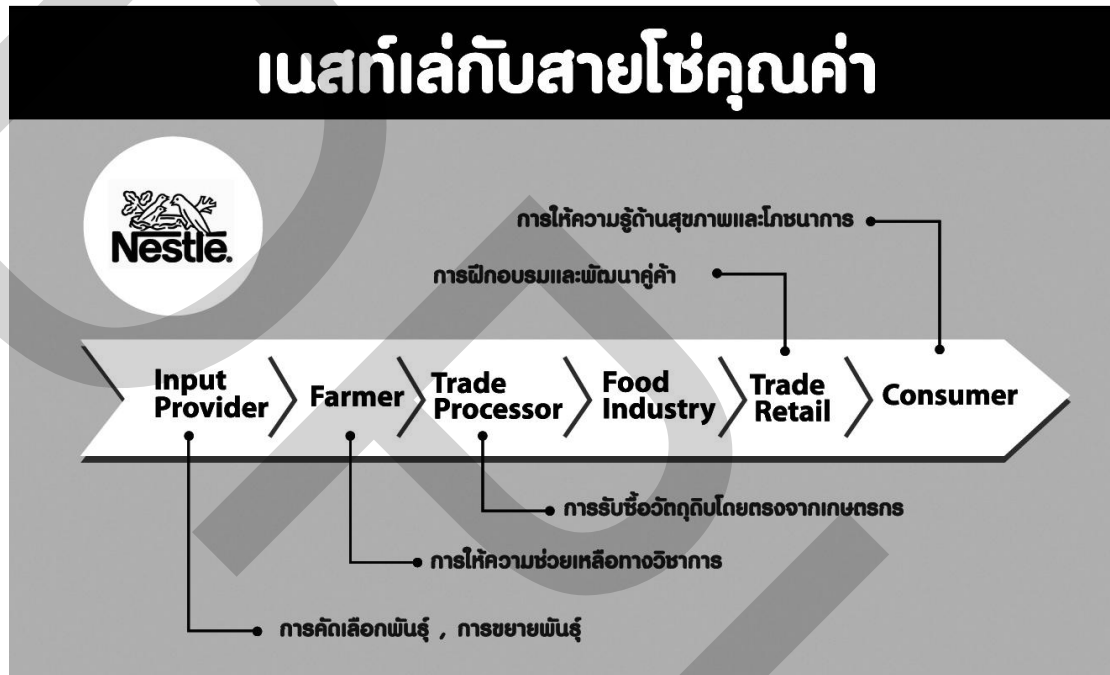 เนสท์เล่กับสายโซ่คุณค่า
Nestlé.
การให้ความรู้ด้านสุขภาพและโภชนาการ
การฝึกอบรมและพัฒนาคู่ค้า
Input
Provider
Farmer
Trade
Processor
Food
Industry
Trade
Retail
Consumer
การรับซื้อวัตถุดิบโดยตรงจากเกษตรกร
การให้ความช่วยเหลือทางวิชาการ
การคัดเลือกพันธุ์ , การขยายพันธุ์